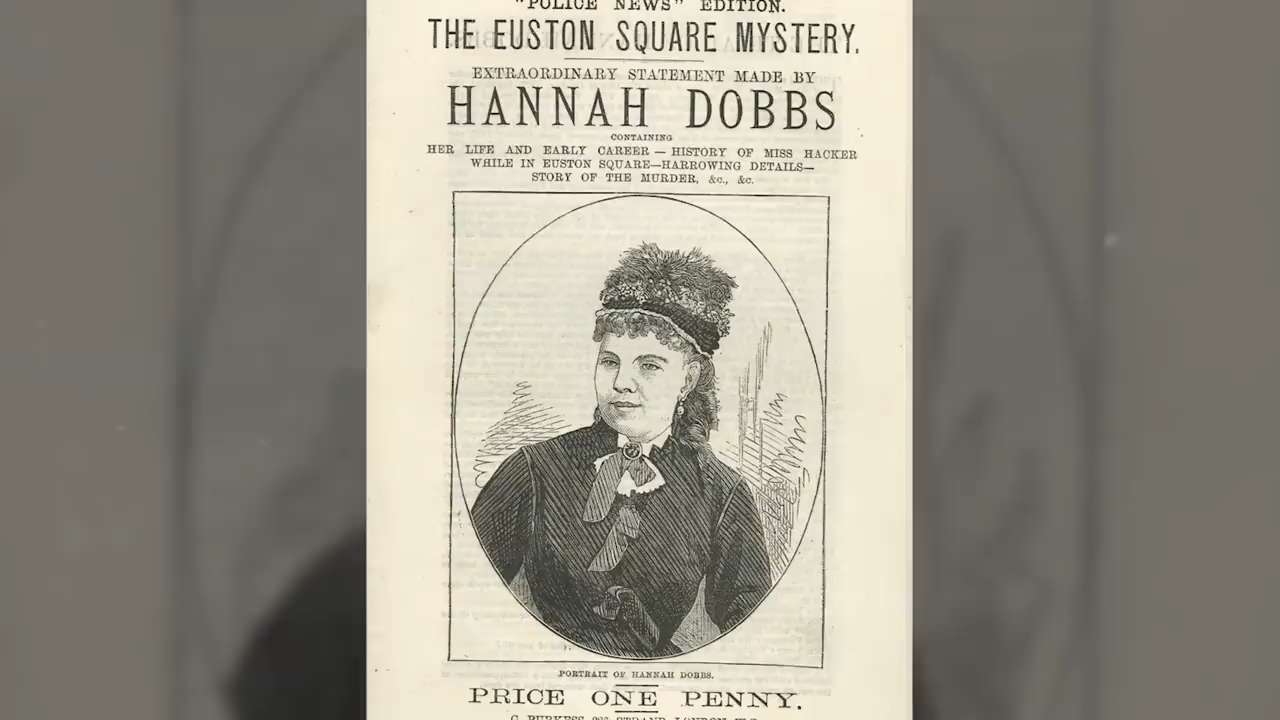 "POLICE NEWS" EDITION.
THE EUSTON SQUARE MYSTERY.
EXTRAORDINARY STATEMENT MADE BY
HANNAH DOBBS
CONTAINING
HER LIFE AND EARLY CAREER — HISTORY OF MISS HACKER
WHILE IN EUSTON SQUARE—HARROWING DETAILS—
STORY OF THE MURDER, &c., &c.
PORTRAIT OF HANNAH DOBBS.
PRICE ONE PENNY.